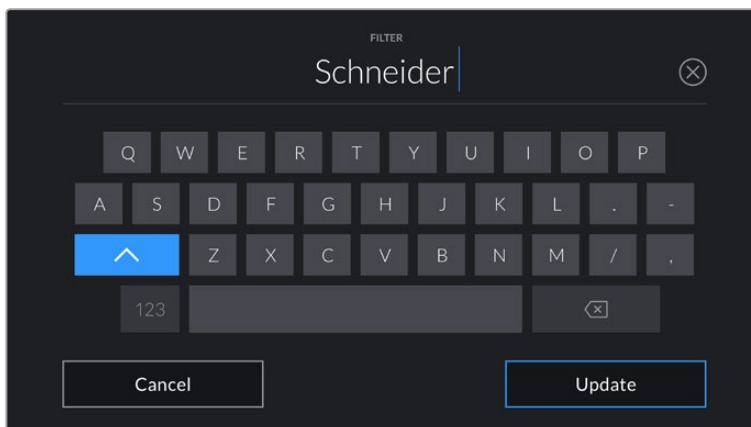 FILTER
Schneider
Q W E R T Y U I O P
A S D F G H J K L . -
Z X C V B N M / ,
123
Cancel Update